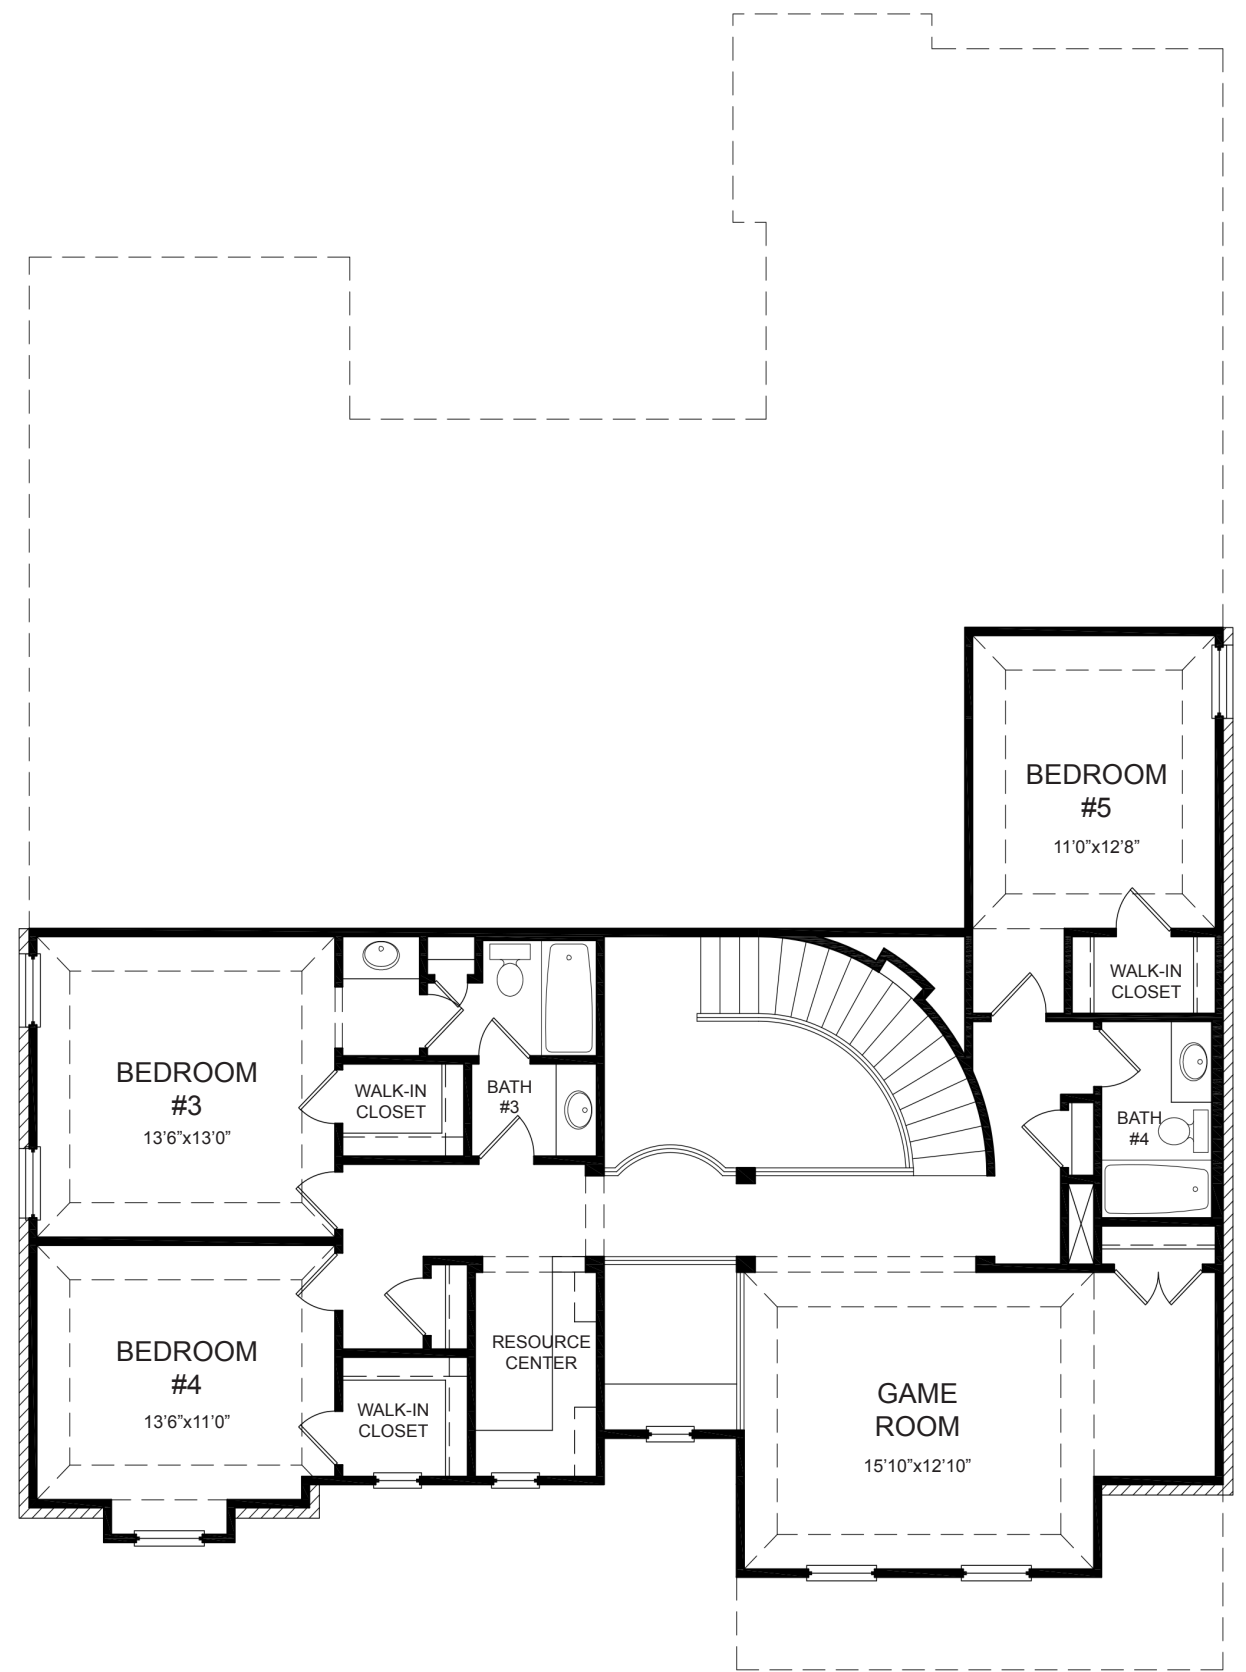 BEDROOM
#5
11’0”x12’8”
WALK-IN
CLOSET
BEDROOM
#3
13’6”x13’0”
WALK-IN
CLOSET
BATH
#3
BATH
#4
BEDROOM
#4
13’6”x11’0”
WALK-IN
CLOSET
RESOURCE
CENTER
GAME
ROOM
15’10”x12’10”